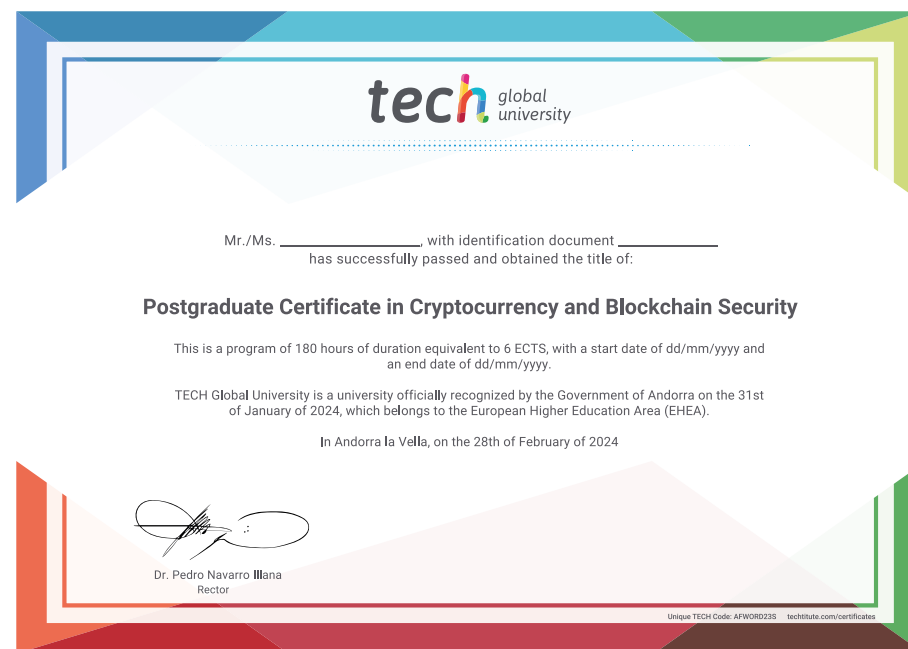 tech global
university
Mr./Ms. ____________________, with identification document ______________
has successfully passed and obtained the title of:
Postgraduate Certificate in Cryptocurrency and Blockchain Security
This is a program of 180 hours of duration equivalent to 6 ECTS, with a start date of dd/mm/yyyy and
an end date of dd/mm/yyyy.
TECH Global University is a university officially recognized by the Government of Andorra on the 31st
of January of 2024, which belongs to the European Higher Education Area (EHEA).
In Andorra la Vella, on the 28th of February of 2024
Dr. Pedro Navarro Illana
Rector
Unique TECH Code: AFWORD23S techtitute.com/certificates